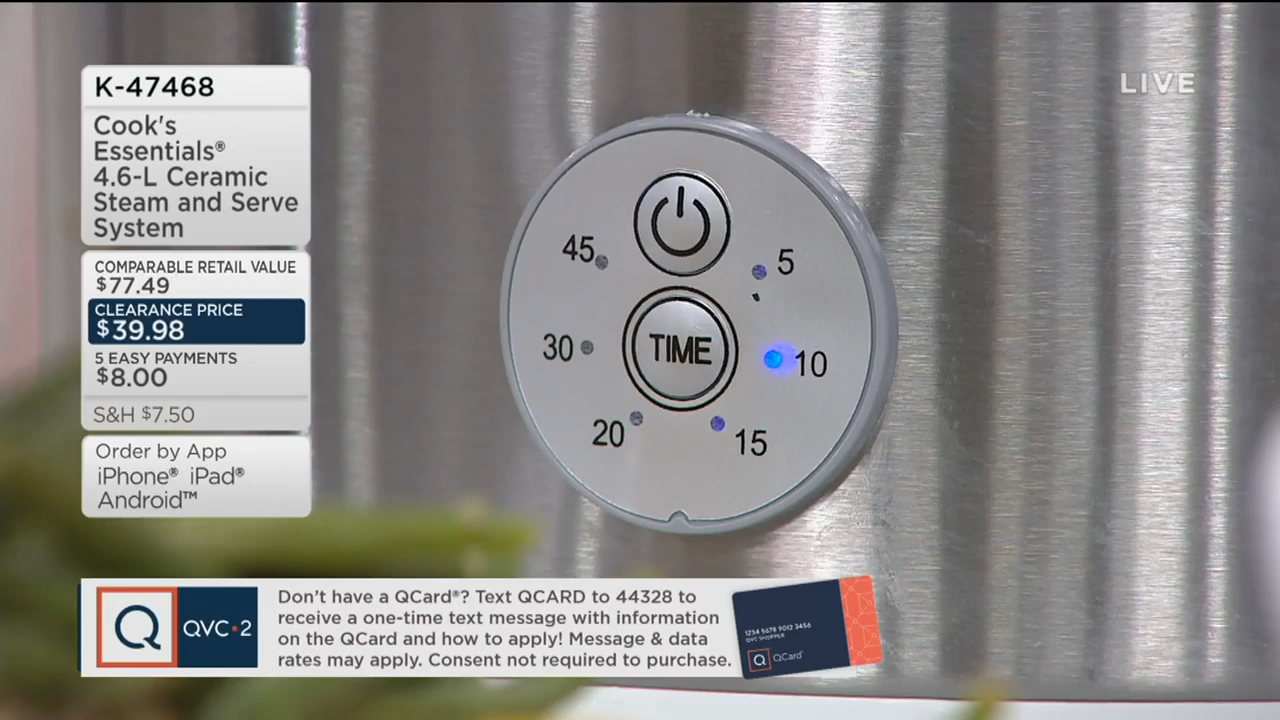 K-47468
Cook's
Essentials®
4.6-L Ceramic
Steam and Serve
System
COMPARABLE RETAIL VALUE
$77.49
CLEARANCE PRICE
$39.98
5 EASY PAYMENTS
$8.00
S&H $7.50
Order by App
iPhone® iPad®
Android™
LIVE
45
5
30
TIME
10
20
15
Q QVC•2
Don't have a QCard®? Text QCARD to 44328 to
receive a one-time text message with information
on the QCard and how to apply! Message & data
rates may apply. Consent not required to purchase.
1234 5678 9012 3456
QVC SHOPPER
Q QCard®